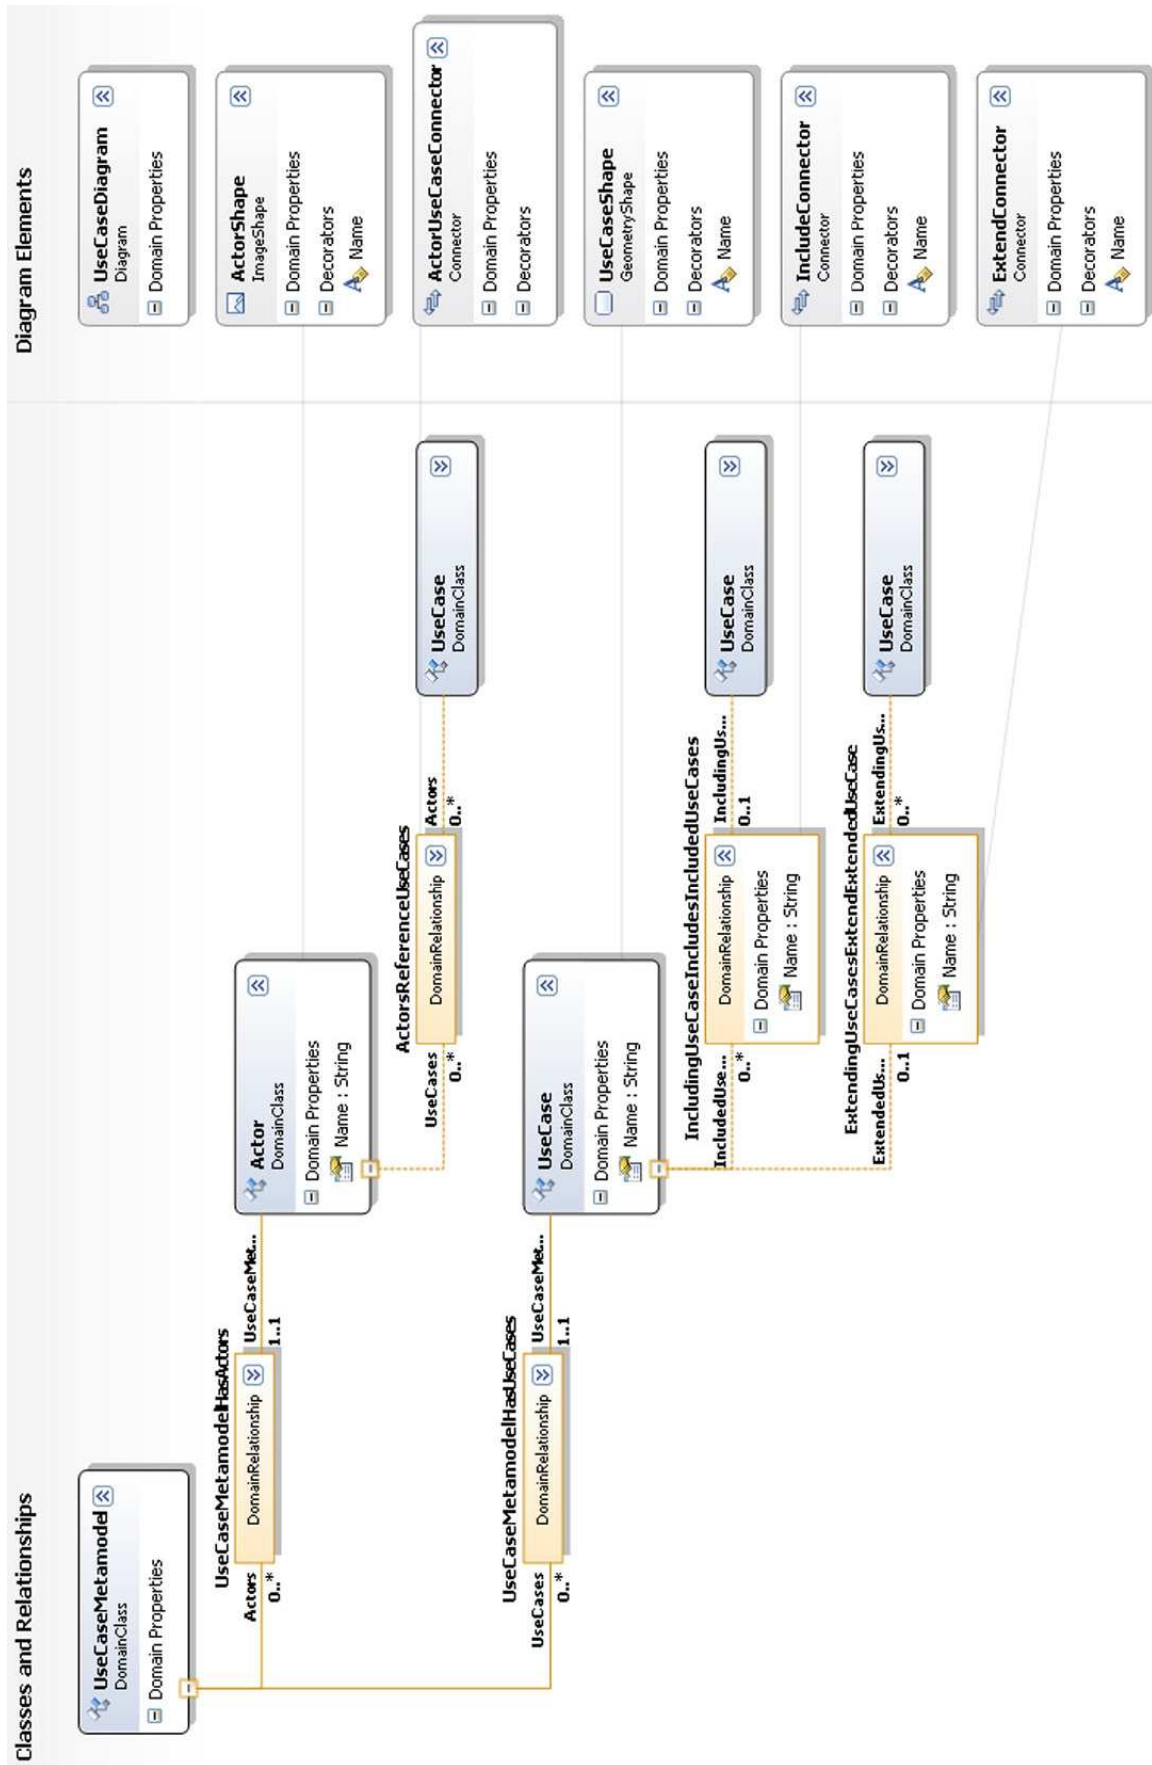 Classes and Relationships
Diagram Elements
UseCaseMetamodel
DomainClass
Domain Properties
UseCaseMetamodelHasActors
Actors
0..*
DomainRelationship
UseCaseMet...
1..1
Actor
DomainClass
Domain Properties
Name : String
ActorsReferenceUseCases
UseCases
0..*
DomainRelationship
Actors
0..*
UseCase
DomainClass
UseCaseMetamodelHasUseCases
UseCases
0..*
DomainRelationship
UseCaseMet...
1..1
UseCase
DomainClass
Domain Properties
Name : String
IncludingUseCaseIncludesIncludedUseCases
IncludedUse...
0..*
DomainRelationship
Domain Properties
Name : String
IncludingUs...
0..1
UseCase
DomainClass
ExtendingUseCasesExtendExtendedUseCase
ExtendedUs...
0..1
DomainRelationship
Domain Properties
Name : String
ExtendingUs...
0..*
UseCase
DomainClass
UseCaseDiagram
Diagram
Domain Properties
ActorShape
ImageShape
Domain Properties
Decorators
Name
ActorUseCaseConnector
Connector
Domain Properties
Decorators
UseCaseShape
GeometryShape
Domain Properties
Decorators
Name
IncludeConnector
Connector
Domain Properties
Decorators
Name
ExtendConnector
Connector
Domain Properties
Decorators
Name